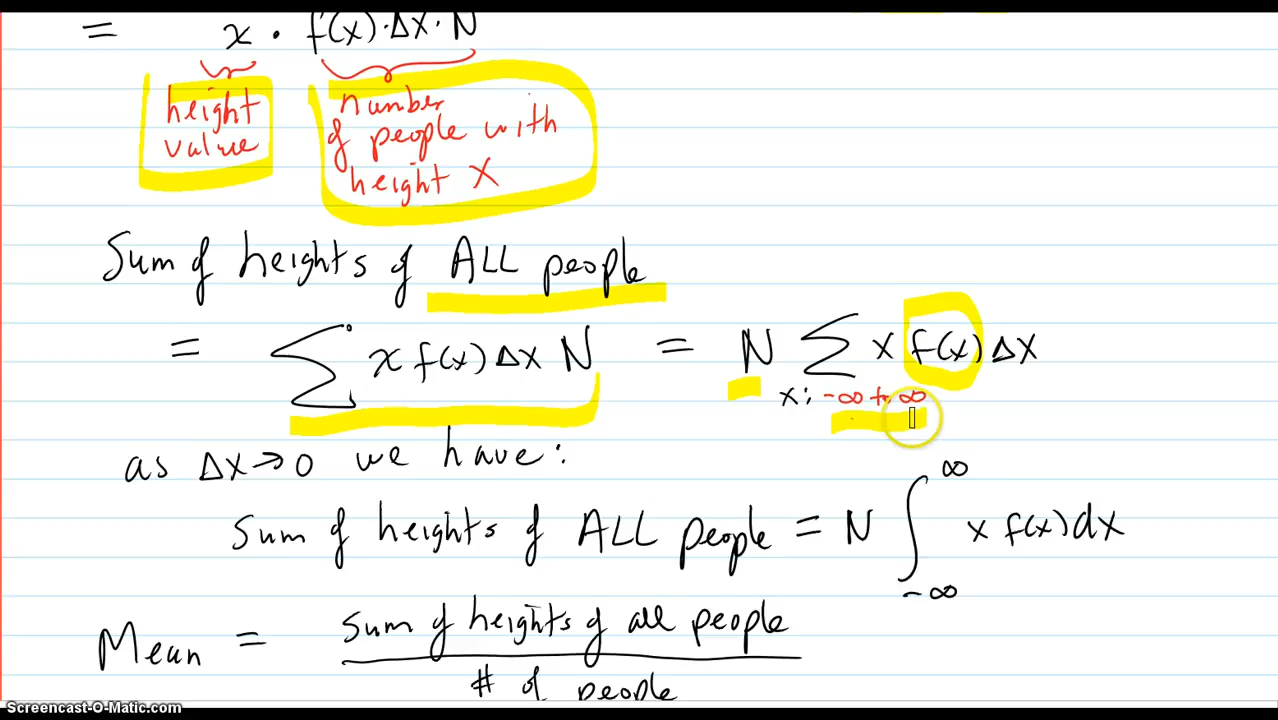 = x · f(x)·Δx·N
height value
number of people with height x
Sum of heights of ALL people
= ∑ x f(x) Δx N = N ∑ x f(x) Δx
x: -∞ to ∞
as Δx→0 we have:
Sum of heights of ALL people = N ∫ x f(x) dx
∞
-∞
Mean = sum of heights of all people
# of people
Screencast-O-Matic.com